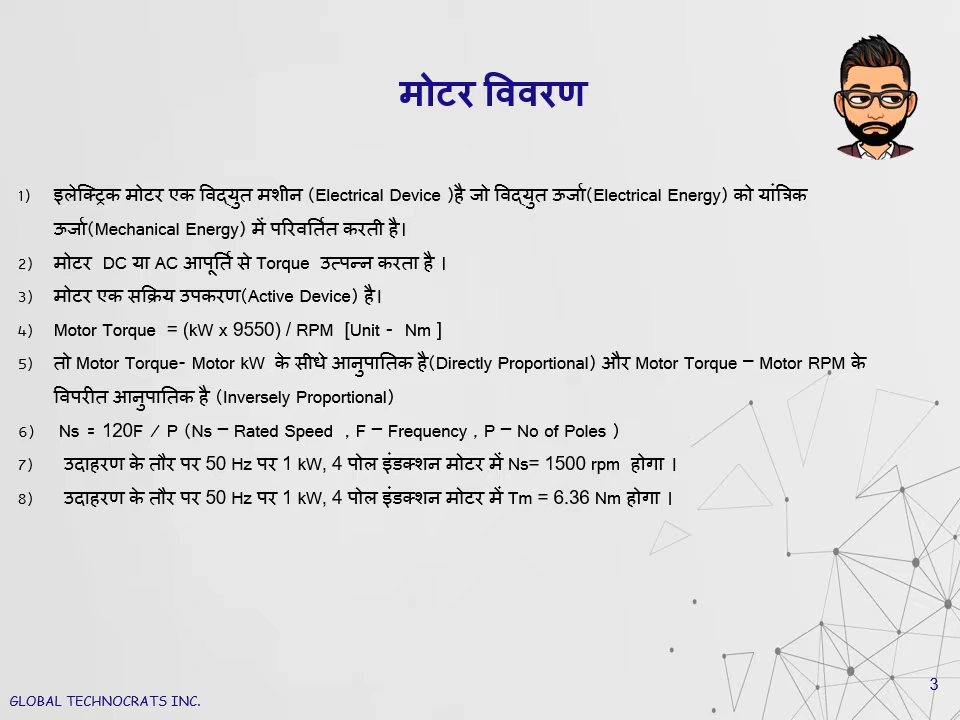 मोटर विवरण
1) इलेक्ट्रिक मोटर एक विद्युत मशीन (Electrical Device )है जो विद्युत ऊर्जा(Electrical Energy) को यांत्रिक
ऊर्जा(Mechanical Energy) में परिवर्तित करती है।
2) मोटर DC या AC आपूर्ति से Torque उत्पन्न करता है ।
3) मोटर एक सक्रिय उपकरण(Active Device) है।
4) Motor Torque = (kW x 9550) / RPM [Unit - Nm ]
5) तो Motor Torque- Motor kW के सीधे आनुपातिक है(Directly Proportional) और Motor Torque – Motor RPM के
विपरीत आनुपातिक है (Inversely Proportional)
6) Ns = 120F / P (Ns – Rated Speed , F – Frequency , P – No of Poles )
7) उदाहरण के तौर पर 50 Hz पर 1 kW, 4 पोल इंडक्शन मोटर में Ns= 1500 rpm होगा ।
8) उदाहरण के तौर पर 50 Hz पर 1 kW, 4 पोल इंडक्शन मोटर में Tm = 6.36 Nm होगा ।
3
GLOBAL TECHNOCRATS INC.